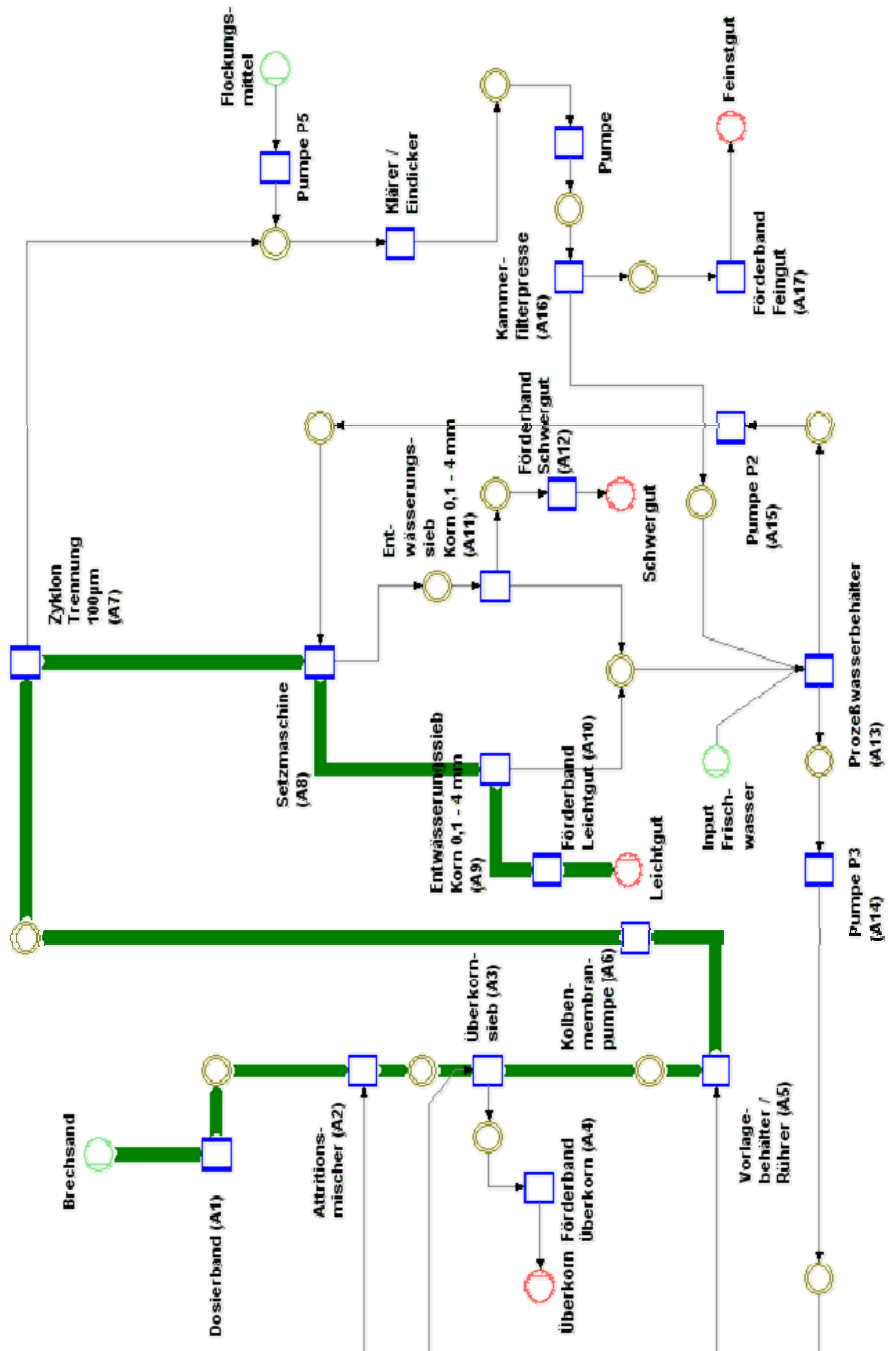 Brechsand
Dosierband (A1)
Attritions-
mischer (A2)
Überkorn-
sieb (A3)
Überkorn
Förderband
Überkorn (A4)
Kolben-
membran-
pumpe (A6)
Vorlage-
behälter /
Rührer (A5)
Zyklon
Trennung
100µm
(A7)
Setzmaschine
(A8)
Entwässerungssieb
Korn 0,1 - 4 mm
(A9)
Förderband
Leichtgut (A10)
Leichtgut
Input
Frisch-
wasser
Pumpe P3
(A14)
Prozeßwasserbehälter
(A13)
Ent-
wässerungs-
sieb
Korn 0,1 - 4 mm
(A11)
Förderband
Schwergut
(A12)
Schwergut
Pumpe P2
(A15)
Flockungs-
mittel
Pumpe P5
Klärer /
Eindicker
Kammer-
filterpresse
(A16)
Pumpe
Förderband
Feingut
(A17)
Feinstgut